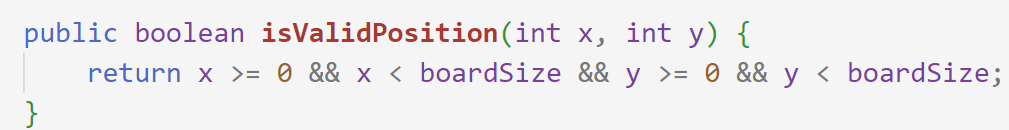 public boolean isValidPosition(int x, int y) {
    return x >= 0 && x < boardSize && y >= 0 && y < boardSize;
}